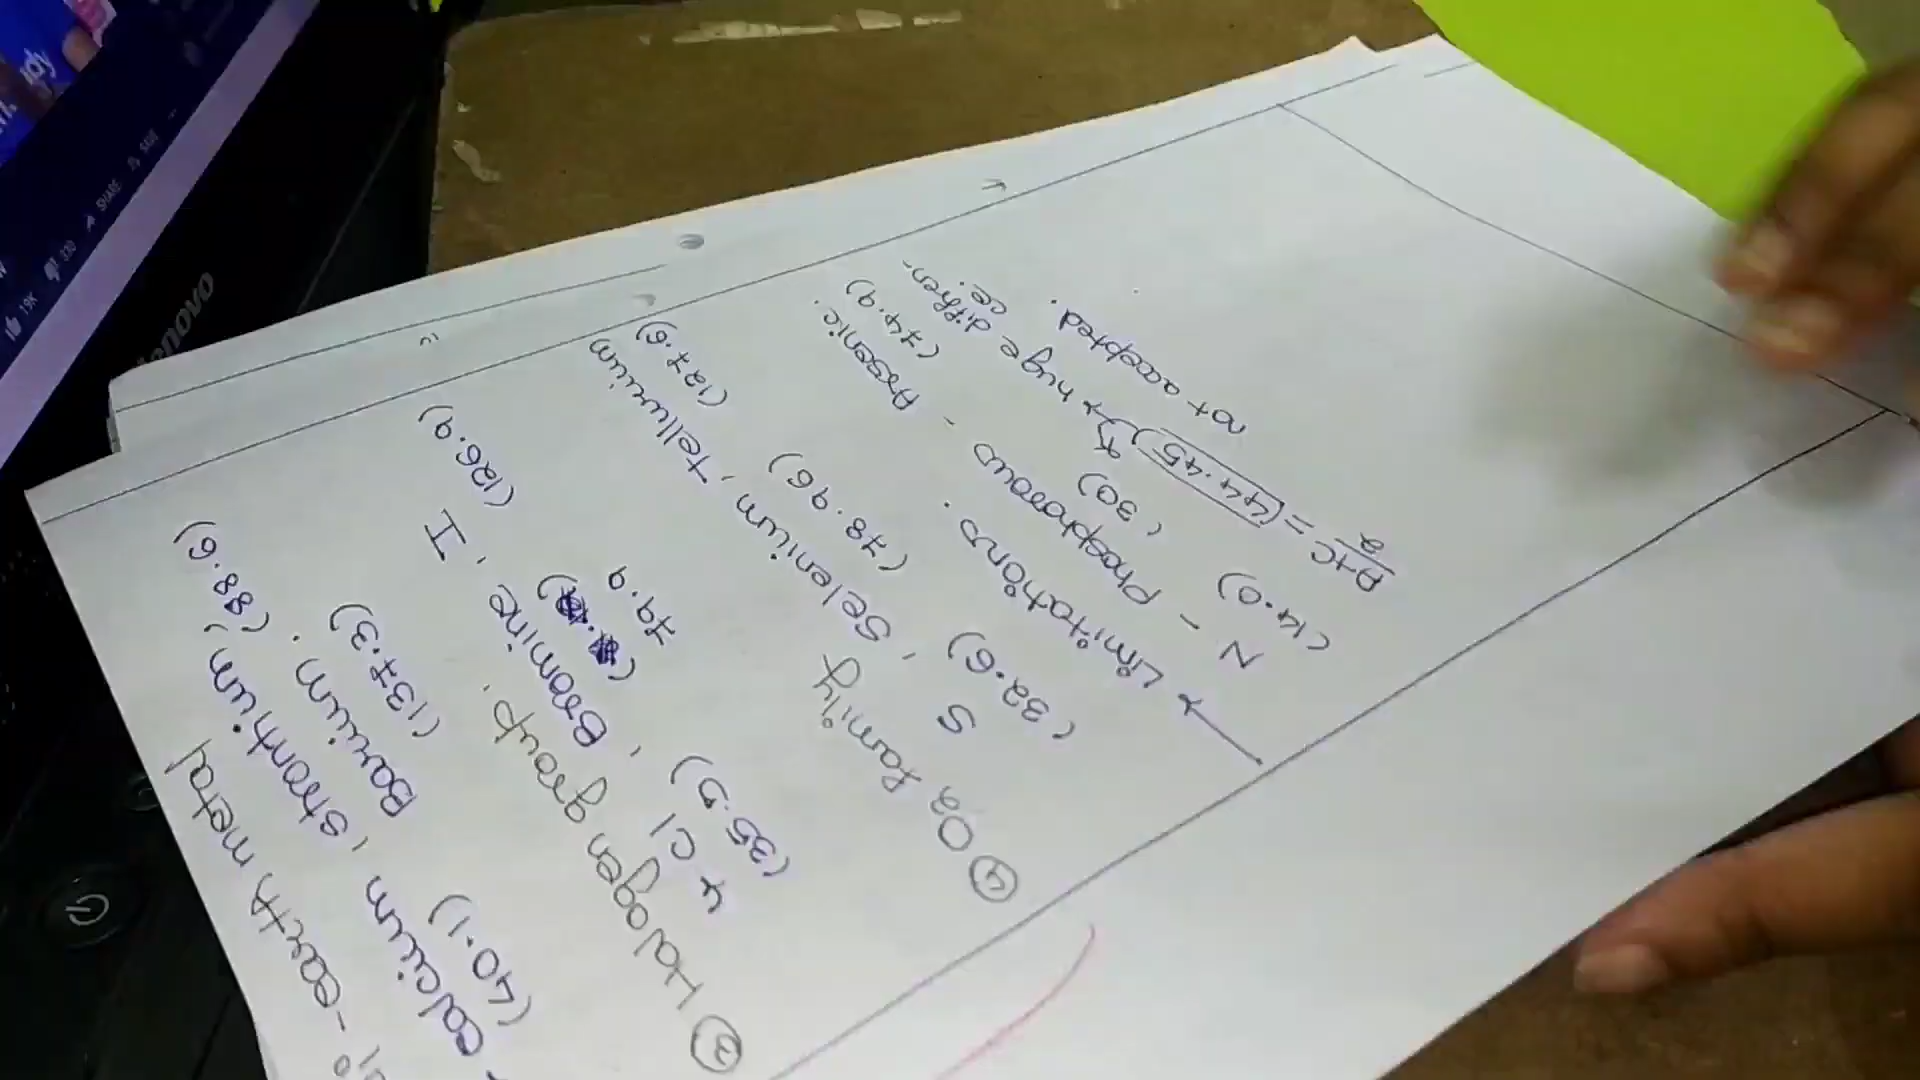 - earth metal
calcium, strontium,
(40.1) (88.6)
Barium.
(137.3)
③ Halogen group.
Cl , Bromine, I
(35.5) 79.9 (126.9)
④ O2 family
S , Selenium, Tellurium
(32.6) (78.96) (127.6)
Limitations.
N - Phosphorous - Arsenic.
(14.0) (30) (74.9)
A+C
2
= (44.45) huge differen-
ce.
not accepted.
19K
330
SHARE
SAVE